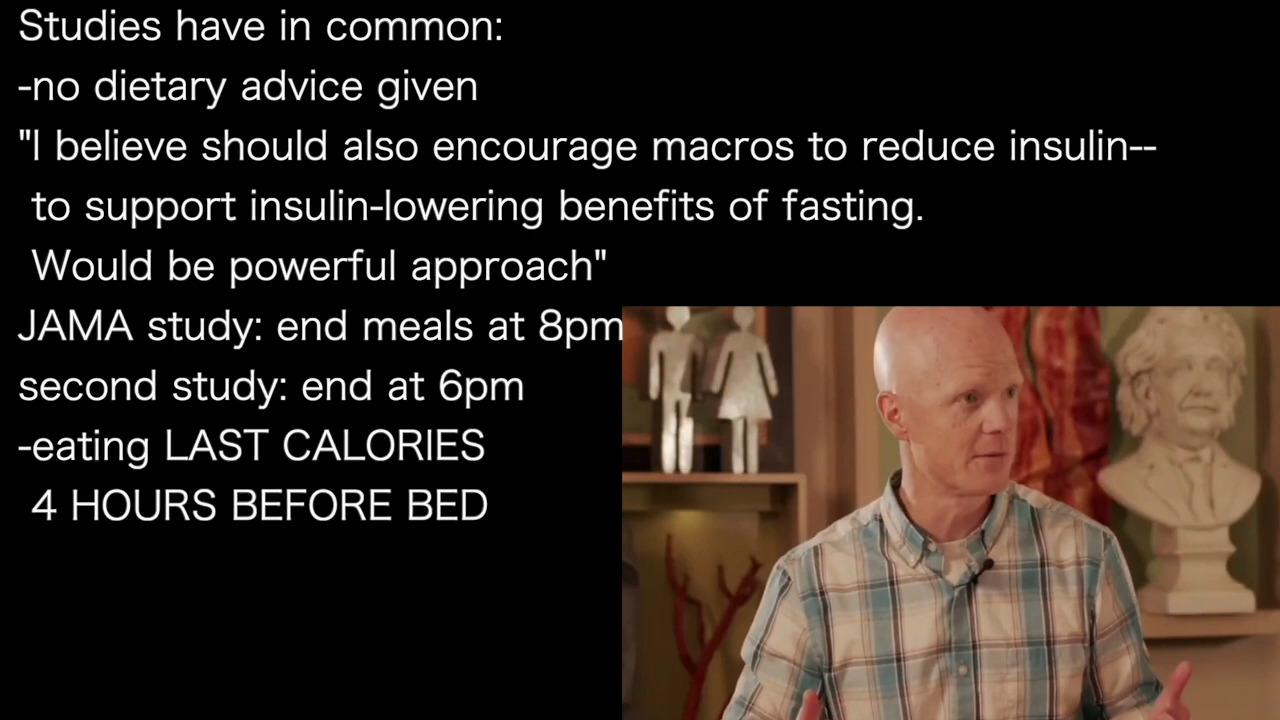 Studies have in common:
-no dietary advice given
"I believe should also encourage macros to reduce insulin--
to support insulin-lowering benefits of fasting.
Would be powerful approach"
JAMA study: end meals at 8pm
second study: end at 6pm
-eating LAST CALORIES
4 HOURS BEFORE BED